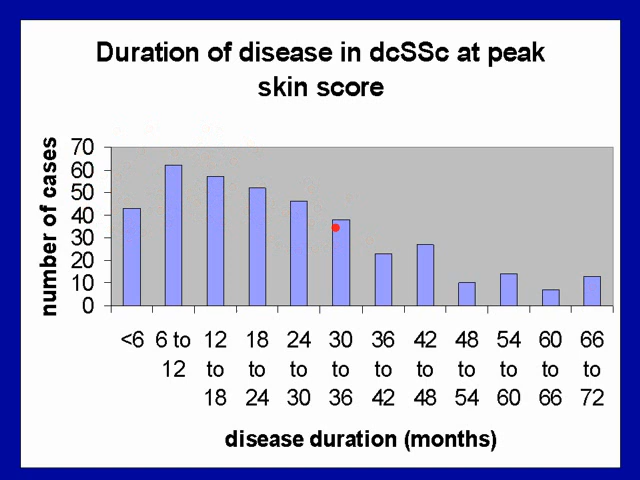 Duration of disease in dcSSc at peak
skin score
number of cases
70
60
50
40
30
20
10
0
<6 6 to 12 18 24 30 36 42 48 54 60 66
12 to to to to to to to to to to
18 24 30 36 42 48 54 60 66 72
disease duration (months)